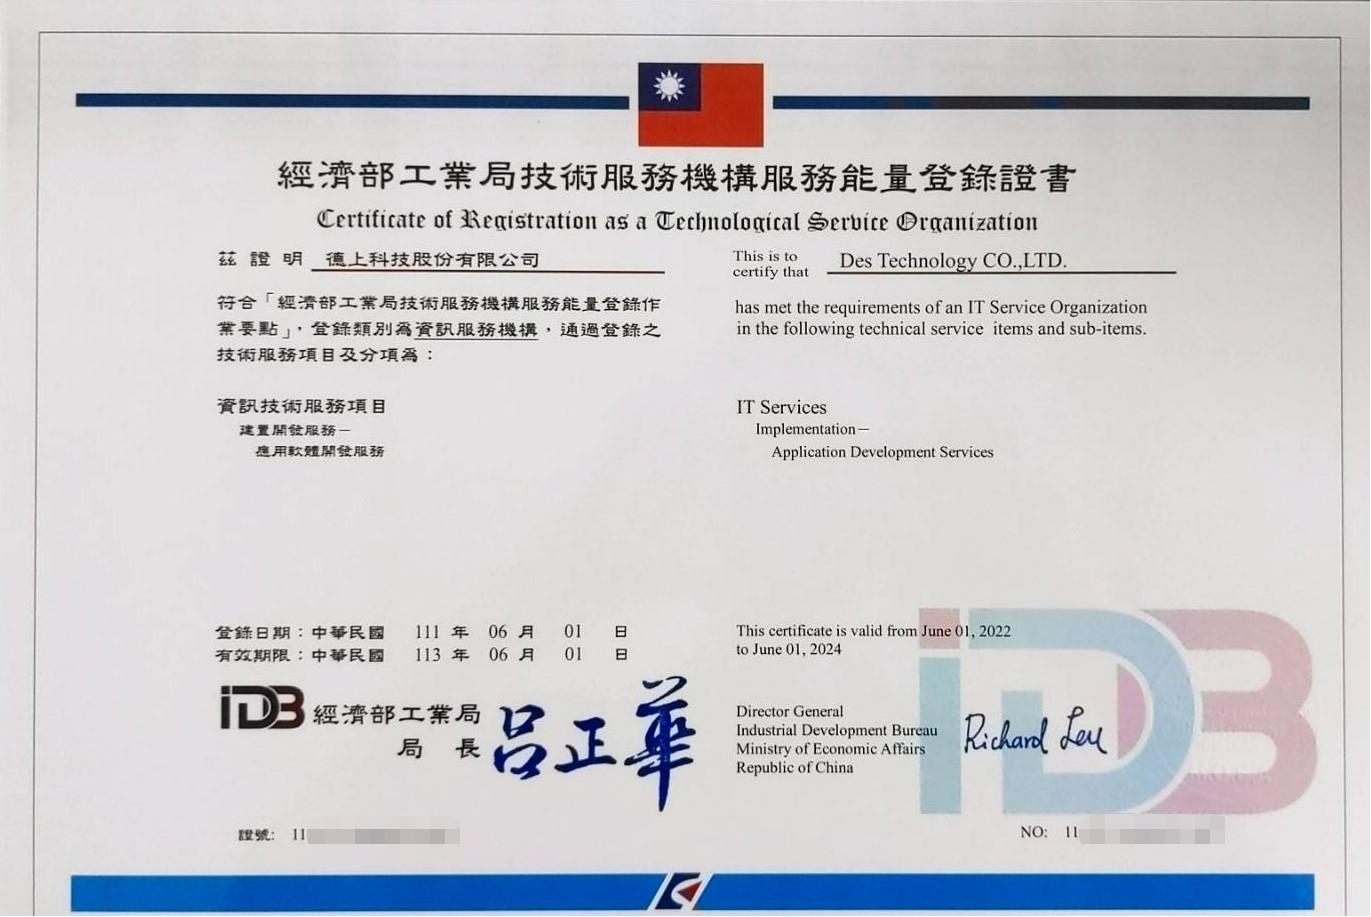 經濟部工業局技術服務機構服務能量登錄證書
Certificate of Registration as a Technological Service Organization
茲證明 德上科技股份有限公司
符合「經濟部工業局技術服務機構服務能量登錄作
業要點」，登錄類別為資訊服務機構，通過登錄之
技術服務項目及分項為：
資訊技術服務項目
建置開發服務－
應用軟體開發服務
This is to
certify that
Des Technology CO.,LTD.
has met the requirements of an IT Service Organization
in the following technical service items and sub-items.
IT Services
Implementation－
Application Development Services
登錄日期：中華民國 111 年 06 月 01 日
有效期限：中華民國 113 年 06 月 01 日
iDB 經濟部工業局
局長 呂正華
This certificate is valid from June 01, 2022
to June 01, 2024
Director General
Industrial Development Bureau
Ministry of Economic Affairs
Republic of China
Richard Leu
iDB
證號: 11
NO: 11